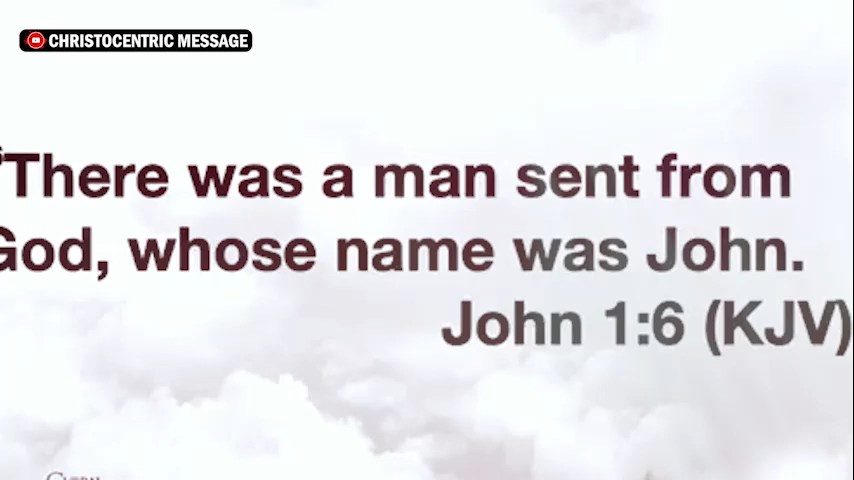 CHRISTOCENTRIC MESSAGE
"There was a man sent from
God, whose name was John.
John 1:6 (KJV)